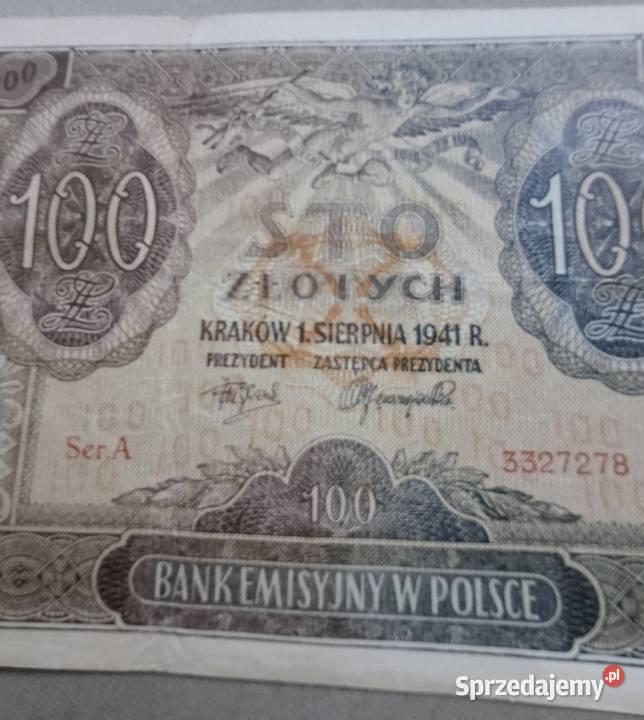 00
100
100
STO
ZŁOTYCH
KRAKÓW 1. SIERPNIA 1941 R.
PREZYDENT ZASTĘPCA PREZYDENTA
Ser. A
3327278
100
BANK EMISYJNY W POLSCE
Sprzedajemy.pl